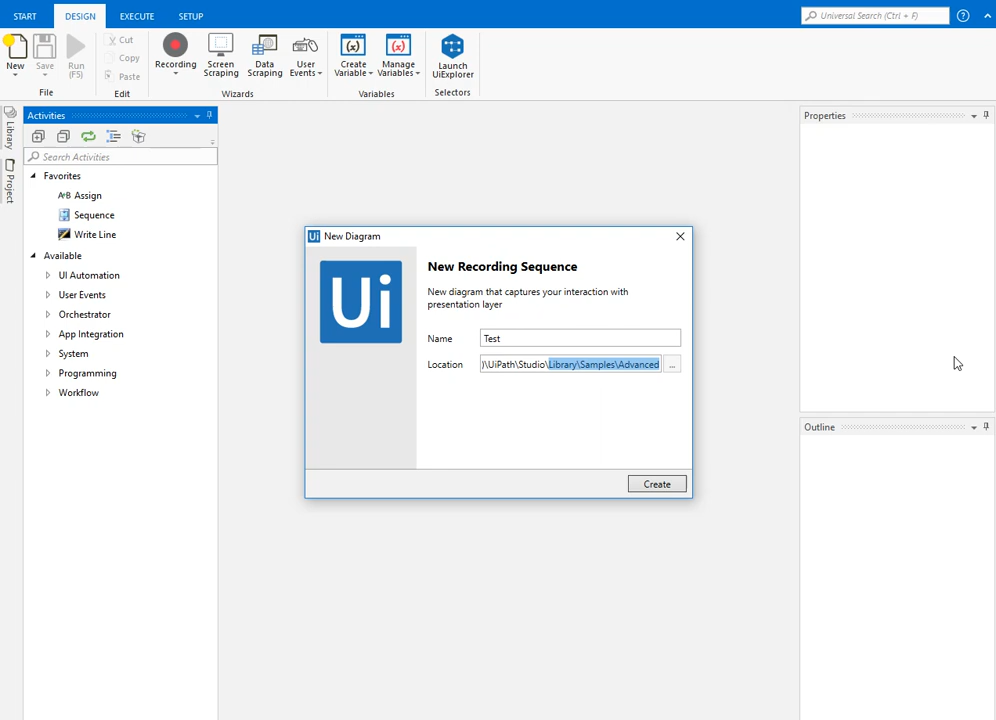 START DESIGN EXECUTE SETUP Universal Search (Ctrl + F) ?
New Save Run (F5) Cut Copy Paste Recording Screen Scraping Data Scraping User Events Create Variable Manage Variables Launch UiExplorer
File Edit Wizards Variables Selectors
Library
Project
Activities
Search Activities
Favorites
A+B Assign
Sequence
Write Line
Available
UI Automation
User Events
Orchestrator
App Integration
System
Programming
Workflow
Ui New Diagram
Ui
New Recording Sequence
New diagram that captures your interaction with
presentation layer
Name Test
Location )\UiPath\Studio\Library\Samples\Advanced ...
Create
Properties
Outline